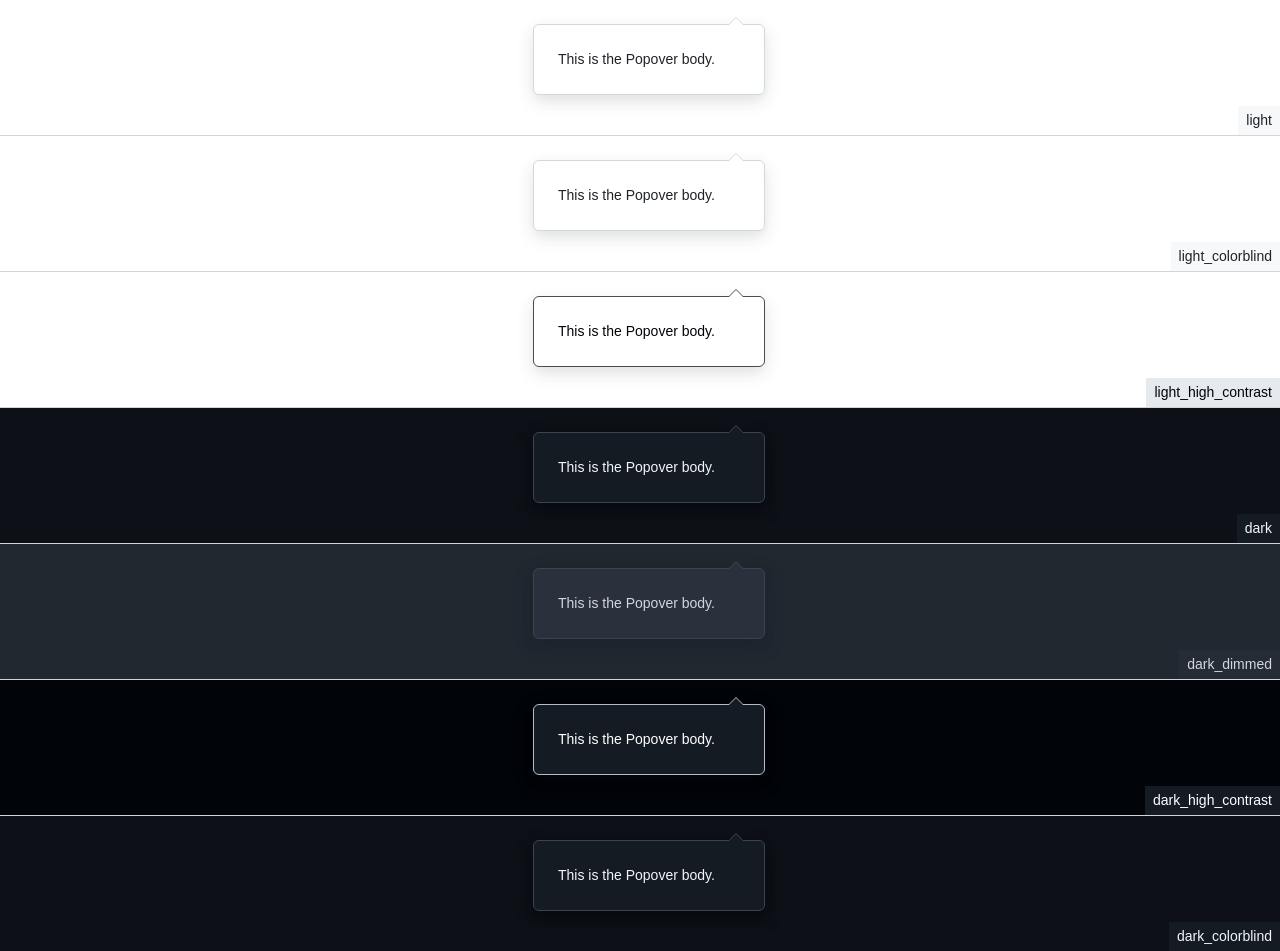 This is the Popover body.
light
This is the Popover body.
light_colorblind
This is the Popover body.
light_high_contrast
This is the Popover body.
dark
This is the Popover body.
dark_dimmed
This is the Popover body.
dark_high_contrast
This is the Popover body.
dark_colorblind